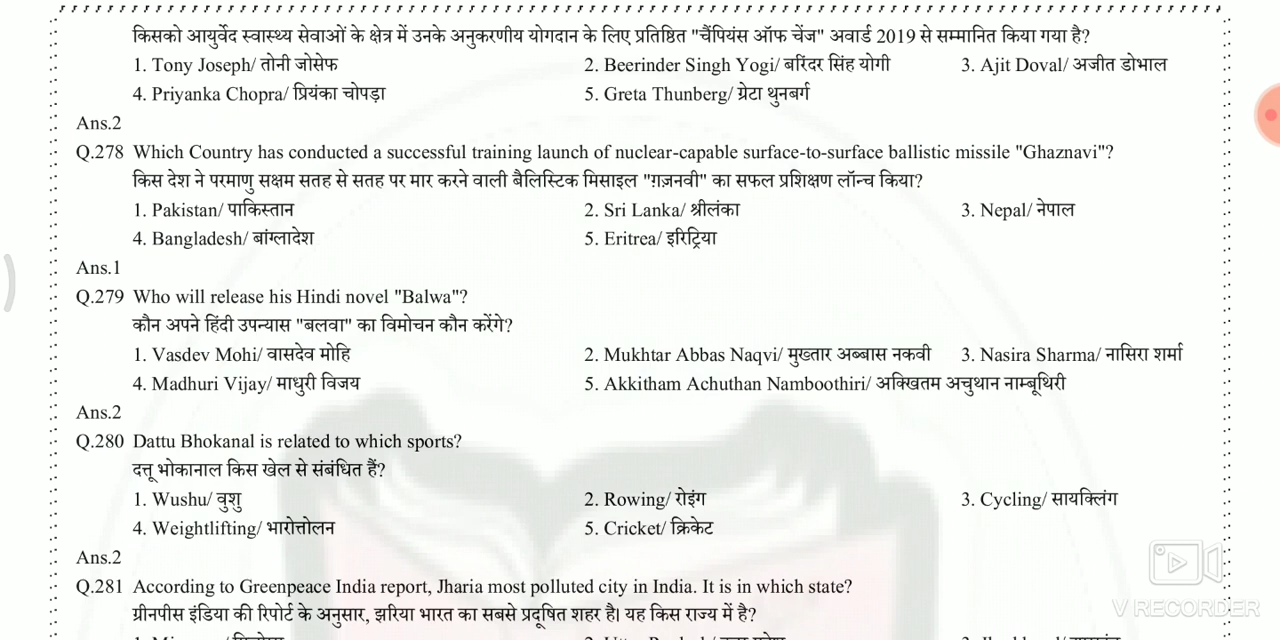 किसको आयुर्वेद स्वास्थ्य सेवाओं के क्षेत्र में उनके अनुकरणीय योगदान के लिए प्रतिष्ठित "चैंपियंस ऑफ चेंज" अवार्ड 2019 से सम्मानित किया गया है?
1. Tony Joseph/ तोनी जोसेफ 2. Beerinder Singh Yogi/ बरिंदर सिंह योगी 3. Ajit Doval/ अजीत डोभाल
4. Priyanka Chopra/ प्रियंका चोपड़ा 5. Greta Thunberg/ ग्रेटा थुनबर्ग
Ans.2
Q.278 Which Country has conducted a successful training launch of nuclear-capable surface-to-surface ballistic missile "Ghaznavi"?
किस देश ने परमाणु सक्षम सतह से सतह पर मार करने वाली बैलिस्टिक मिसाइल "ग़ज़नवी" का सफल प्रशिक्षण लॉन्च किया?
1. Pakistan/ पाकिस्तान 2. Sri Lanka/ श्रीलंका 3. Nepal/ नेपाल
4. Bangladesh/ बांग्लादेश 5. Eritrea/ इरिट्रिया
Ans.1
Q.279 Who will release his Hindi novel "Balwa"?
कौन अपने हिंदी उपन्यास "बलवा" का विमोचन कौन करेंगे?
1. Vasdev Mohi/ वासदेव मोहि 2. Mukhtar Abbas Naqvi/ मुख्तार अब्बास नकवी 3. Nasira Sharma/ नासिरा शर्मा
4. Madhuri Vijay/ माधुरी विजय 5. Akkitham Achuthan Namboothiri/ अक्खितम अचुथान नाम्बूथिरी
Ans.2
Q.280 Dattu Bhokanal is related to which sports?
दत्तू भोकानाल किस खेल से संबंधित हैं?
1. Wushu/ वुशु 2. Rowing/ रोइंग 3. Cycling/ सायक्लिंग
4. Weightlifting/ भारोत्तोलन 5. Cricket/ क्रिकेट
Ans.2
Q.281 According to Greenpeace India report, Jharia most polluted city in India. It is in which state?
ग्रीनपीस इंडिया की रिपोर्ट के अनुसार, झरिया भारत का सबसे प्रदूषित शहर है। यह किस राज्य में है?
V RECORDER